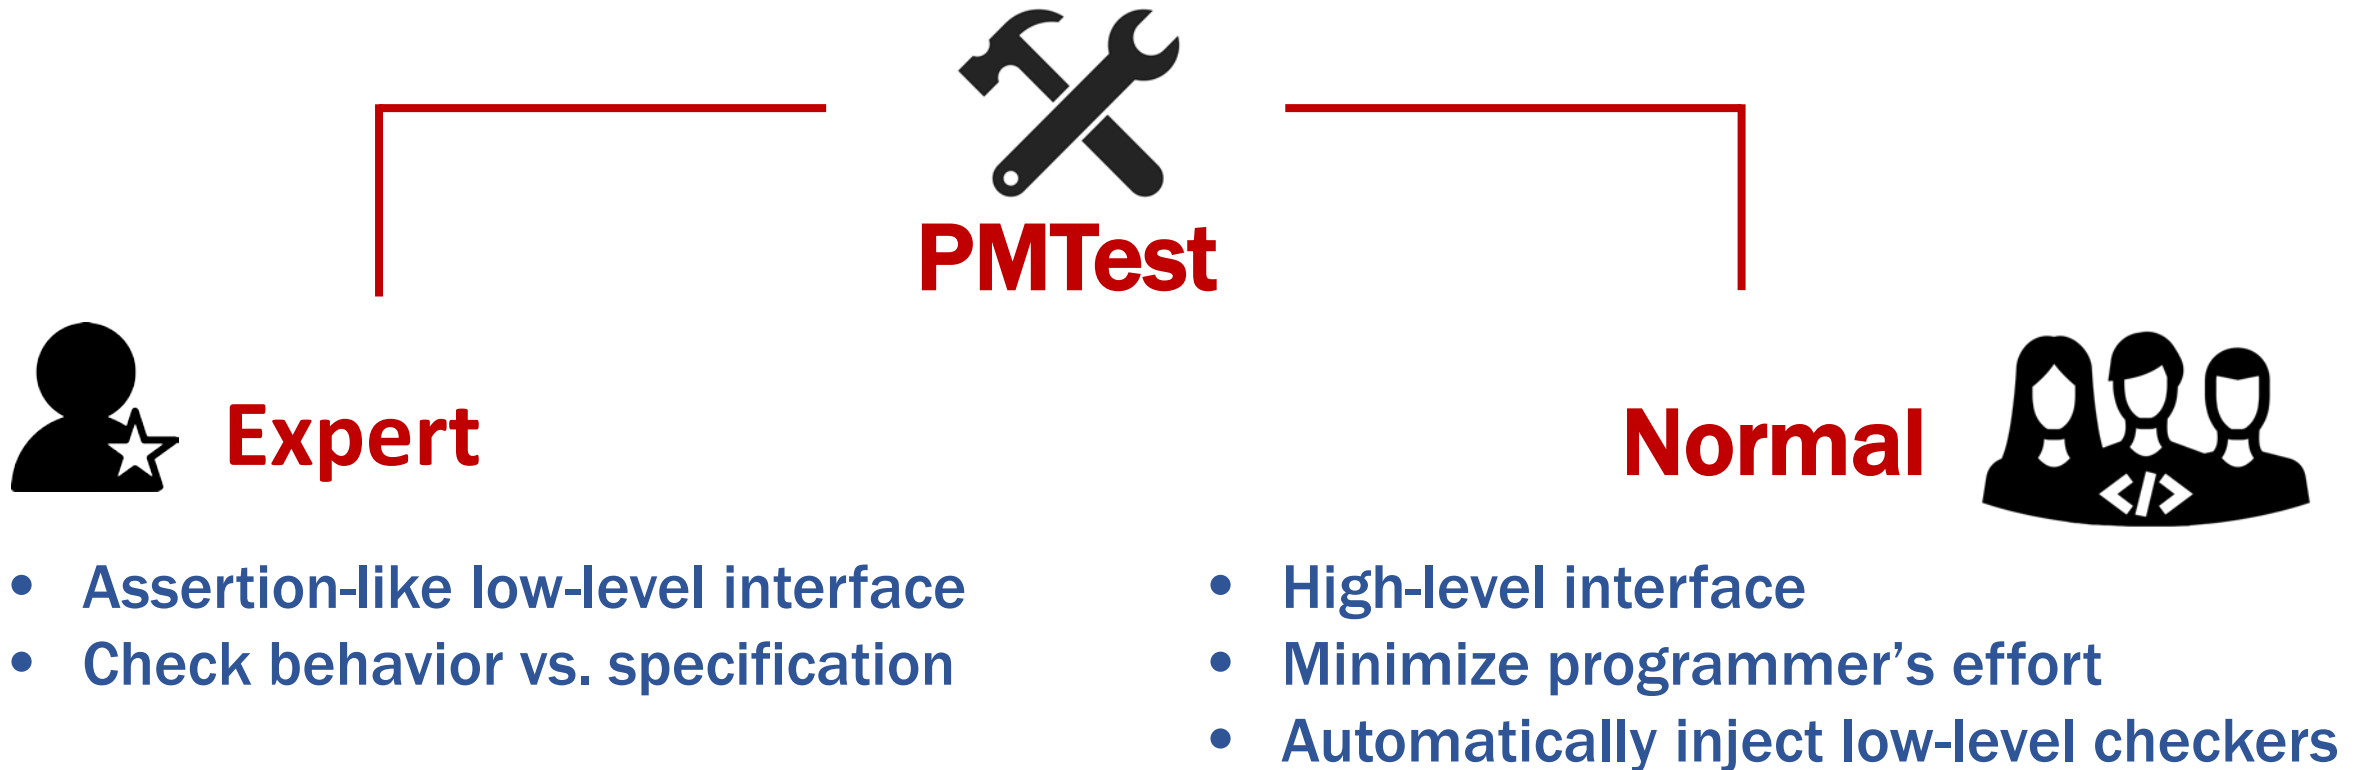 PMTest
Expert
• Assertion-like low-level interface
• Check behavior vs. specification
Normal
</>
• High-level interface
• Minimize programmer’s effort
• Automatically inject low-level checkers